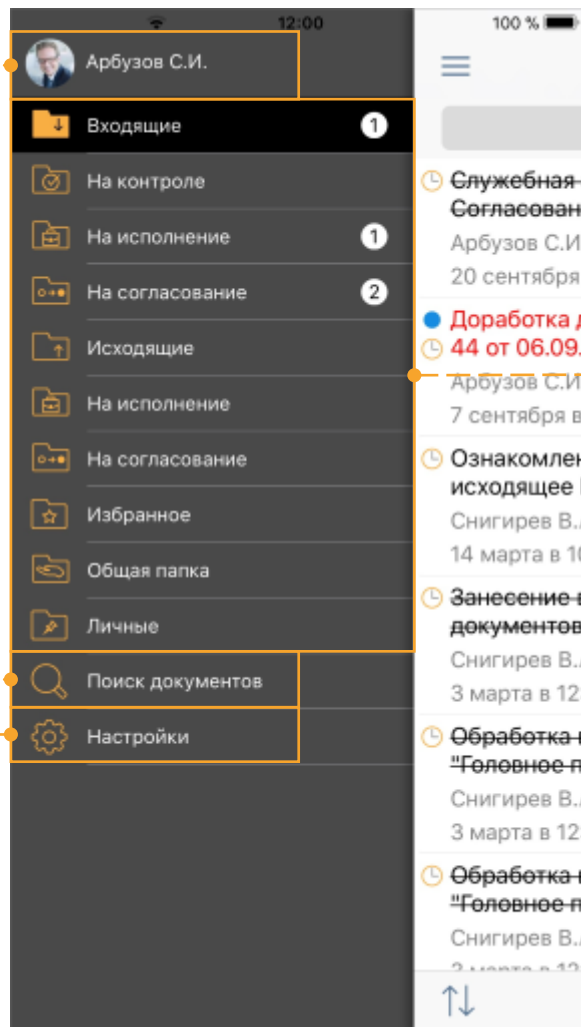 12:00
100 %
Арбузов С.И.
Входящие 1
На контроле
На исполнение 1
На согласование 2
Исходящие
На исполнение
На согласование
Избранное
Общая папка
Личные
Поиск документов
Настройки
Служебная
Согласован
Арбузов С.И
20 сентября
Доработка
44 от 06.09.
Арбузов С.И
7 сентября в
Ознакомлен
исходящее
Снигирев В.
14 марта в 10
Занесение в
документов
Снигирев В.
3 марта в 12
Обработка
"Головное п
Снигирев В.
3 марта в 12
Обработка
"Головное п
Снигирев В.